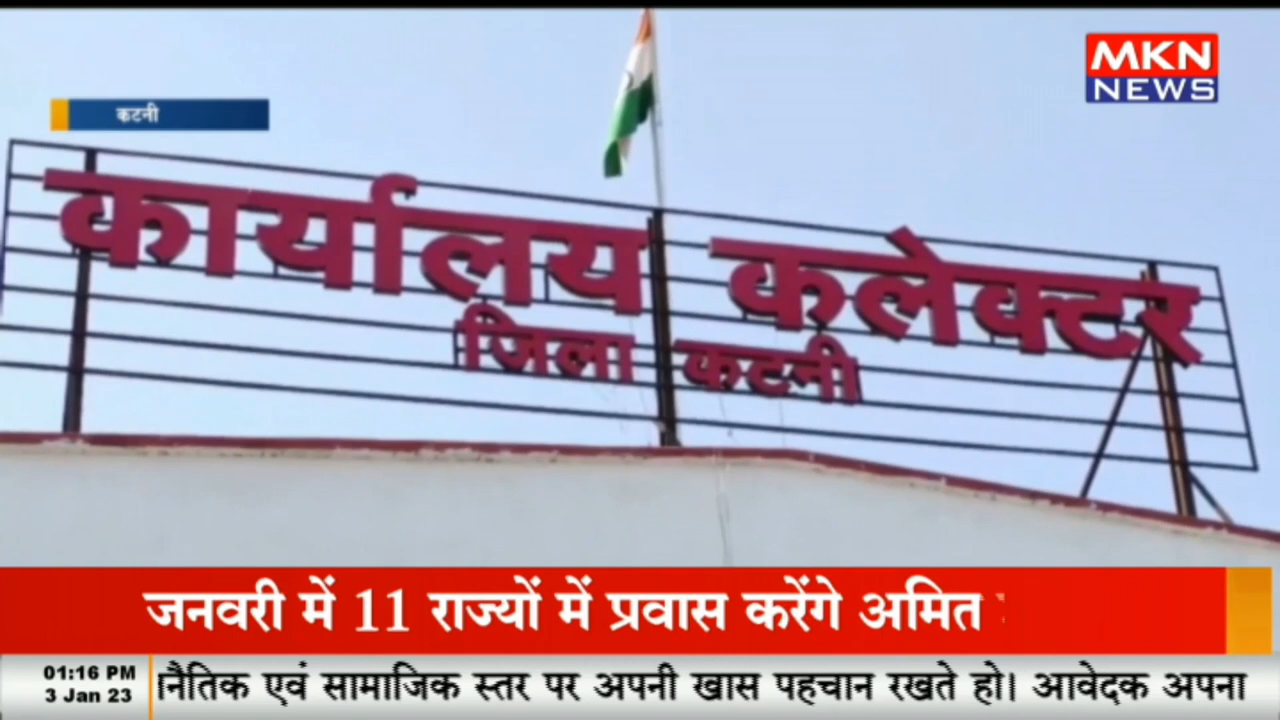 MKN
NEWS
कटनी
कार्यालय कलेक्टर
जिला कटनी
जनवरी में 11 राज्यों में प्रवास करेंगे अमित
01:16 PM
3 Jan 23
नैतिक एवं सामाजिक स्तर पर अपनी खास पहचान रखते हो। आवेदक अपना